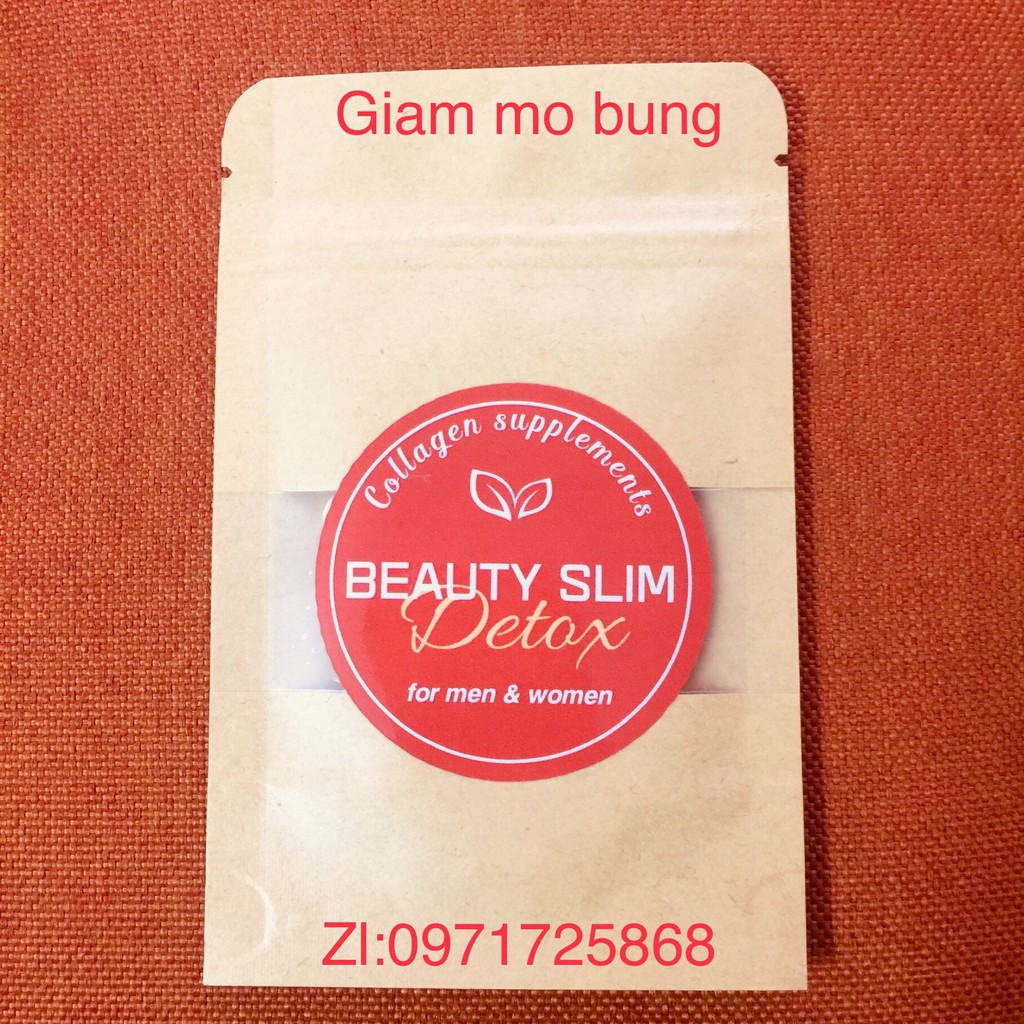 Giam mo bung
Collagen supplements
BEAUTY SLIM
Detox
for men & women
Zl:0971725868